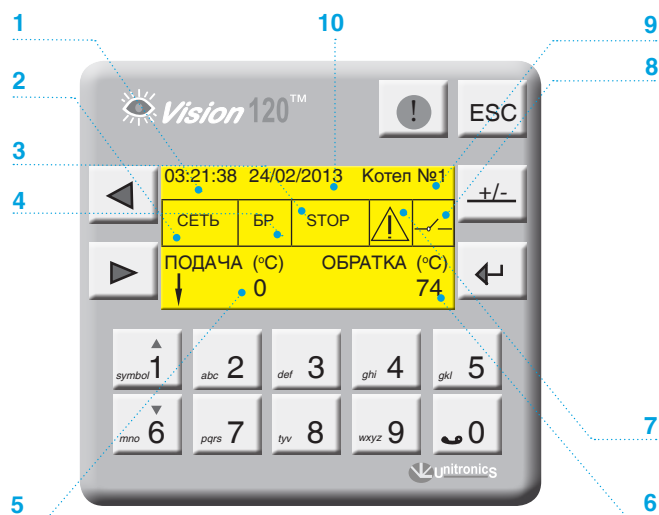 1
10
9
2
8
Vision 120™
!
ESC
3
03:21:38 24/02/2013 Котел №1
+/-
4
СЕТЬ БР STOP
ПОДАЧА (°C) ОБРАТКА (°C)
0 74
symbol 1
abc 2
def 3
ghi 4
gkl 5
mno 6
pqrs 7
tyv 8
wxyz 9
0
7
Unitronics
5
6